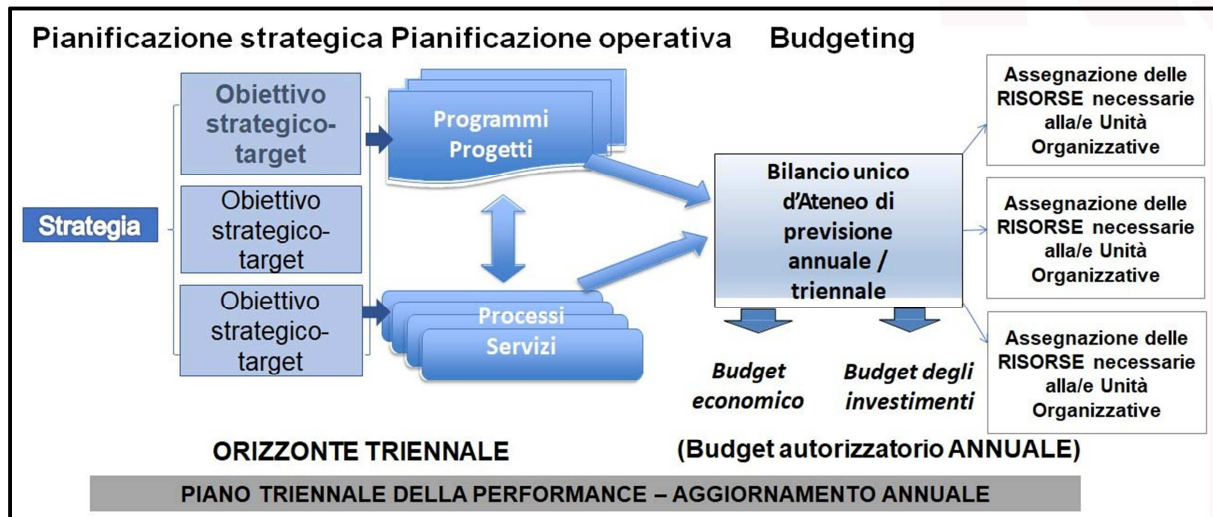 Pianificazione strategica
Pianificazione operativa
Budgeting
Strategia
Obiettivo
strategico-
target
Obiettivo
strategico-
target
Obiettivo
strategico-
target
Programmi
Progetti
Processi
Servizi
Bilancio unico
d'Ateneo di
previsione
annuale /
triennale
Budget
economico
Budget degli
investimenti
Assegnazione delle
RISORSE necessarie
alla/e Unità
Organizzative
Assegnazione delle
RISORSE necessarie
alla/e Unità
Organizzative
Assegnazione delle
RISORSE necessarie
alla/e Unità
Organizzative
ORIZZONTE TRIENNALE
(Budget autorizzatorio ANNUALE)
PIANO TRIENNALE DELLA PERFORMANCE – AGGIORNAMENTO ANNUALE